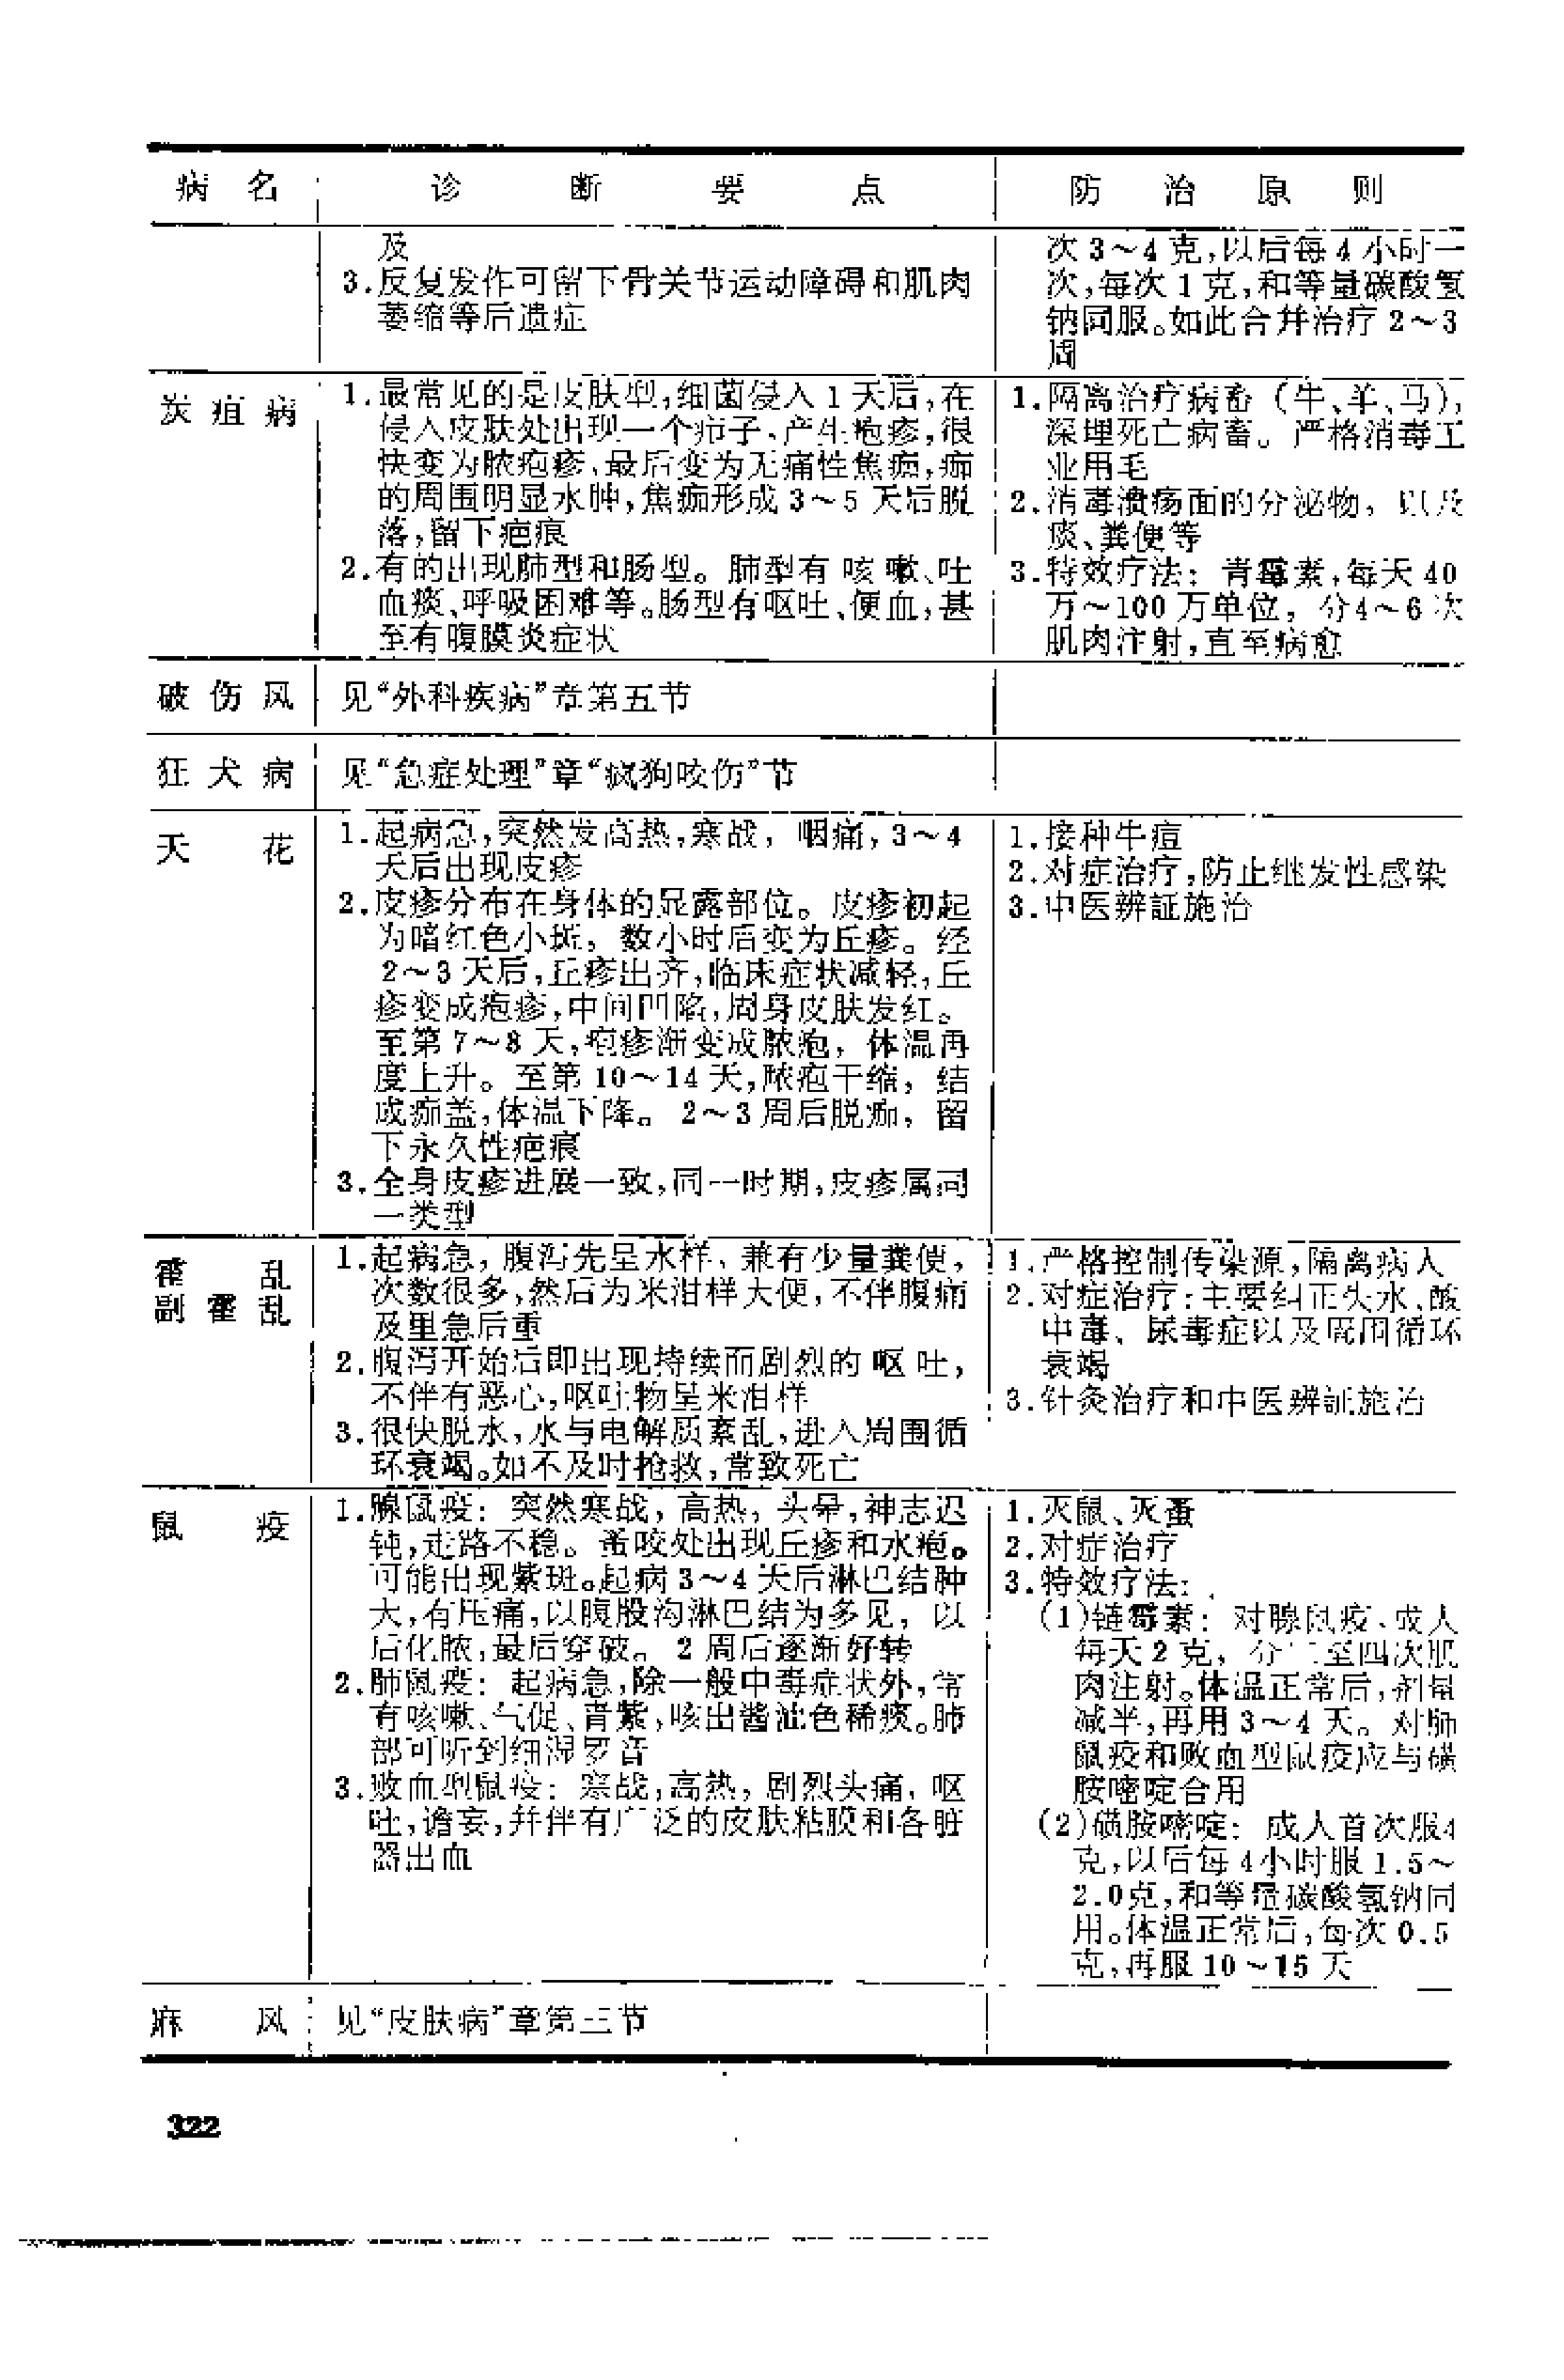 病 名
诊 断 要 点
防 治 原 则
及
3.反复发作可留下骨关节运动障碍和肌肉
萎缩等后遗症
次3～4克,以后每4小时一
次,每次1克,和等量碳酸氢
钠同服。如此合并治疗2～3
周
炭疽病
1.最常见的是皮肤型,细菌侵入1天后,在
侵入皮肤处出现一个疖子、产生疱疹,很
快变为脓疱疹、最后变为无痛性焦痂,痂
的周围明显水肿,焦痂形成3～5天后脱
落,留下疤痕
2.有的出现肺型和肠型。肺型有咳嗽、吐
血痰、呼吸困难等。肠型有呕吐、便血,甚
至有腹膜炎症状
1.隔离治疗病畜（牛、羊、马),
深埋死亡病畜。严格消毒工
业用毛
2.消毒溃疡面的分泌物，以及
痰、粪便等
3.特效疗法：青霉素,每天40
万～100万单位，分4～6次
肌肉注射,直至病愈
破伤风
见“外科疾病”章第五节
狂犬病
见“急症处理”章“疯狗咬伤”节
天 花
1.起病急,突然发高热,寒战，咽痛,3～4
天后出现皮疹
2.皮疹分布在身体的显露部位。皮疹初起
为暗红色小斑，数小时后变为丘疹。经
2～3天后,丘疹出齐,临床症状减轻,丘
疹变成疱疹,中间凹陷,周身皮肤发红。
至第7～8天,疱疹渐变成脓疱，体温再
度上升。至第10～14天,脓疱干缩，结
成痂盖,体温下降。2～3周后脱痂，留
下永久性疤痕
3.全身皮疹进展一致,同一时期,皮疹属同
一类型
1.接种牛痘
2.对症治疗,防止继发性感染
3.中医辨証施治
霍 乱
副霍乱
1.起病急，腹泻先呈水样、兼有少量粪便，
次数很多,然后为米泔样大便,不伴腹痛
及里急后重
2.腹泻开始后即出现持续而剧烈的呕吐，
不伴有恶心,呕吐物呈米泔样
3.很快脱水,水与电解质紊乱,进入周围循
环衰竭。如不及时抢救,常致死亡
1.严格控制传染源,隔离病人
2.对症治疗:主要纠正失水、酸
中毒、尿毒症以及周围循环
衰竭
3.针灸治疗和中医辨証施治
鼠 疫
1.腺鼠疫：突然寒战，高热，头晕,神志迟
钝,走路不稳。蚤咬处出现丘疹和水疱。
可能出现紫斑。起病3～4天后淋巴结肿
大,有压痛,以腹股沟淋巴结为多见，以
后化脓,最后穿破。2周后逐渐好转
2.肺鼠疫：起病急,除一般中毒症状外,常
有咳嗽、气促、青紫,咳出酱油色稀痰。肺
部可听到细湿罗音
3.败血型鼠疫：寒战,高热，剧烈头痛，呕
吐,谵妄,并伴有广泛的皮肤粘膜和各脏
器出血
1.灭鼠、灭蚤
2.对症治疗
3.特效疗法：
(1)链霉素：对腺鼠疫、成人
每天2克，分二至四次肌
肉注射。体温正常后,剂量
减半,再用3～4天。对肺
鼠疫和败血型鼠疫应与磺
胺嘧啶合用
(2)磺胺嘧啶：成人首次服4
克,以后每4小时服1.5～
2.0克,和等量碳酸氢钠同
用。体温正常后,每次0.5
克,再服10～15天
麻 风
见“皮肤病”章第三节
322